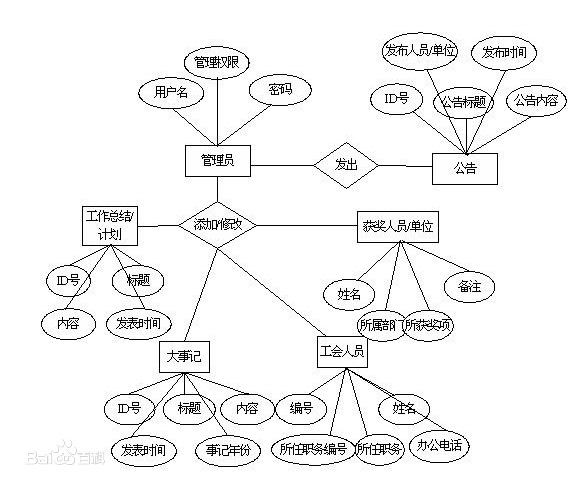 发布人员/单位
发布时间
管理权限
用户名
密码
ID号
公告标题
公告内容
管理员
发出
公告
工作总结/
计划
添加/修改
获奖人员/单位
ID号
标题
姓名
备注
内容
发表时间
所属部门
所获奖项
大事记
工会人员
ID号
标题
内容
编号
姓名
发表时间
事记年份
所任职务编号
所任职务
办公电话
Bai 百科